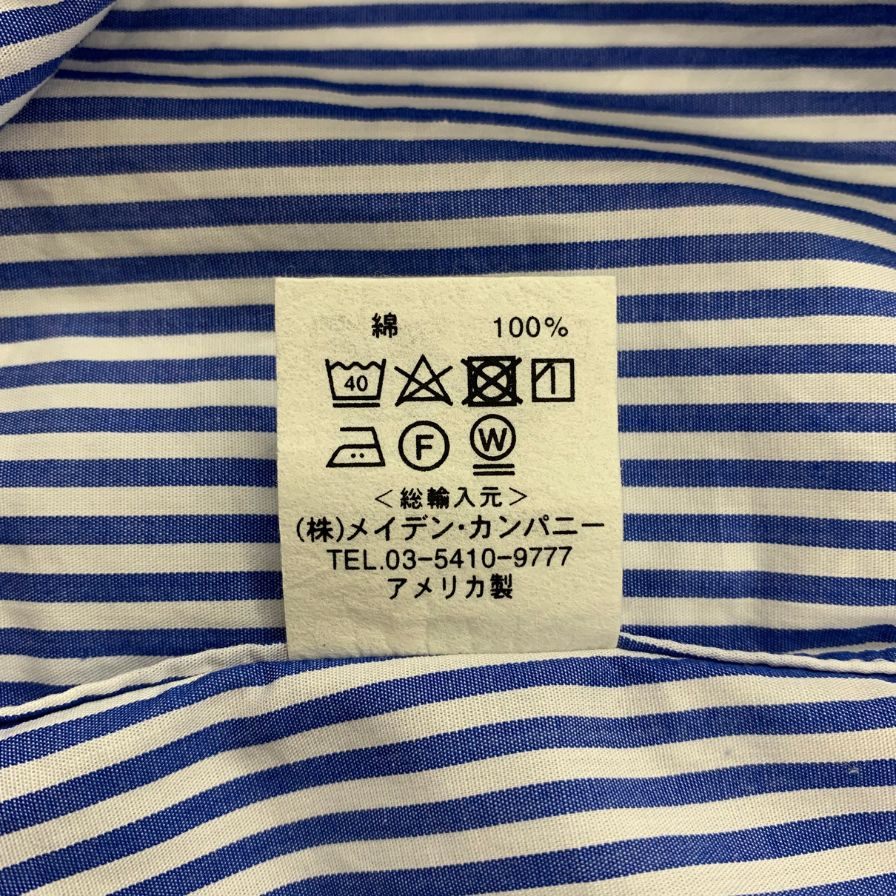 綿 100%
40
F W
<総輸入元>
(株)メイデン・カンパニー
TEL.03-5410-9777
アメリカ製